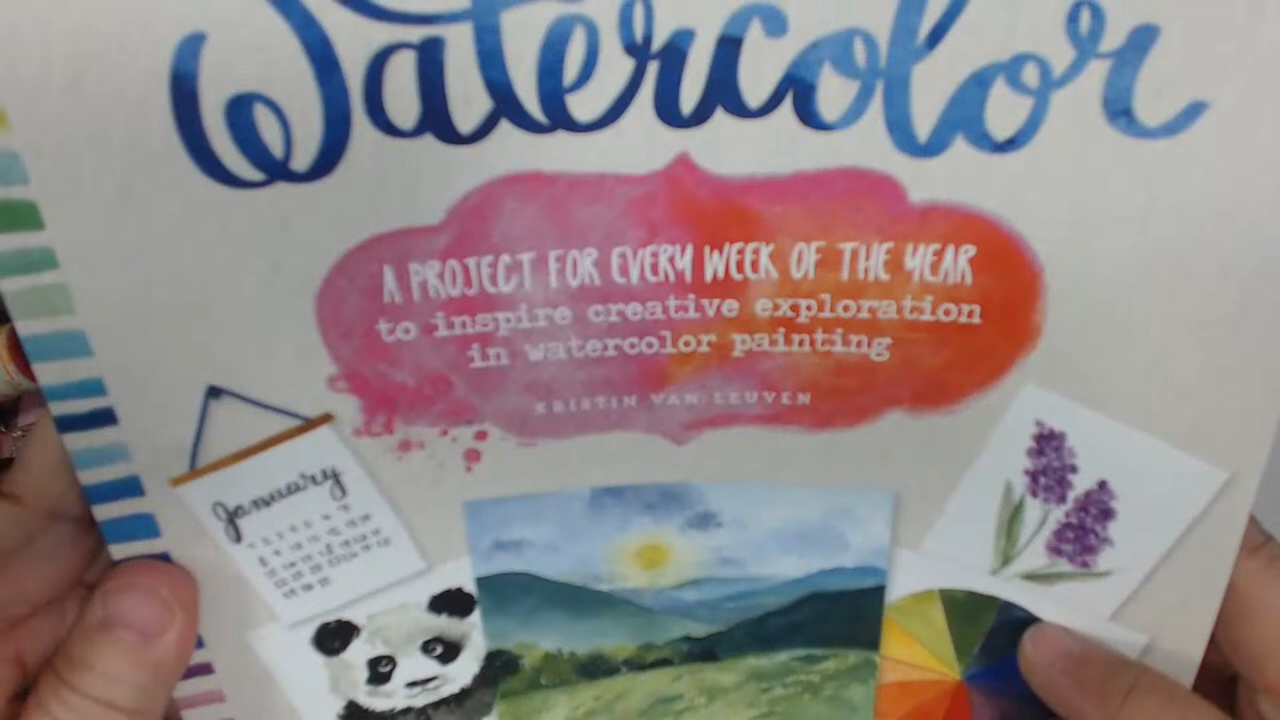 Watercolor
A PROJECT FOR EVERY WEEK OF THE YEAR
to inspire creative exploration
in watercolor painting
KRISTIN VAN LEUVEN
January